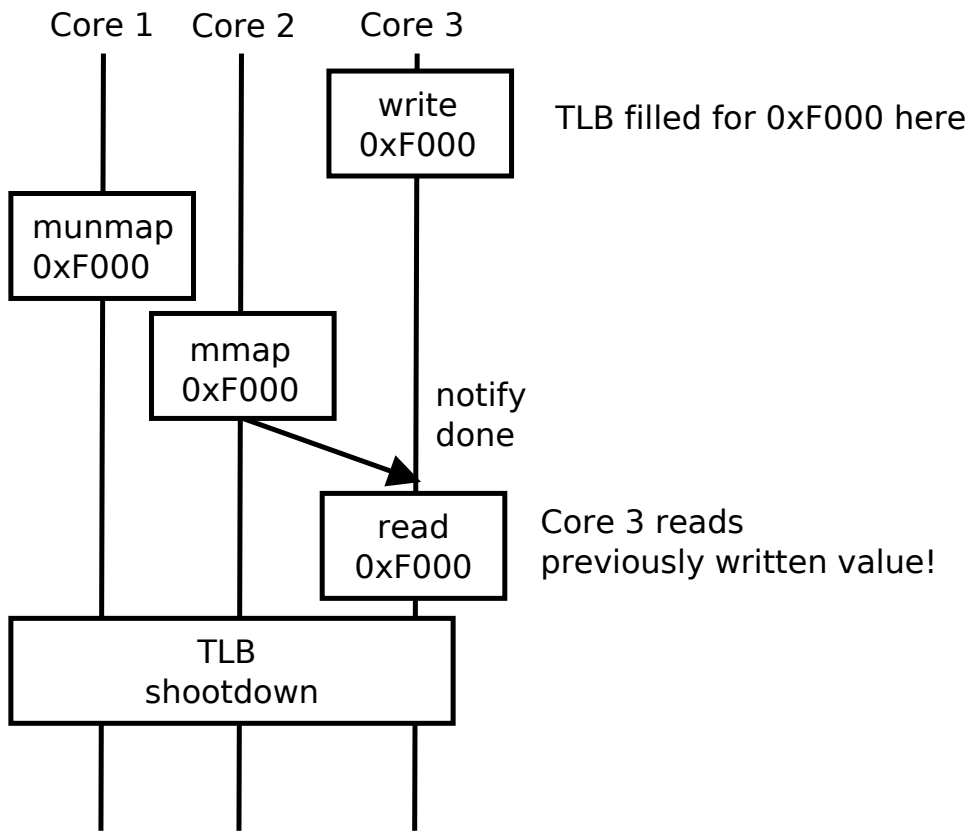 Core 1
Core 2
Core 3
write
0xF000
TLB filled for 0xF000 here
munmap
0xF000
mmap
0xF000
notify
done
read
0xF000
Core 3 reads
previously written value!
TLB
shootdown